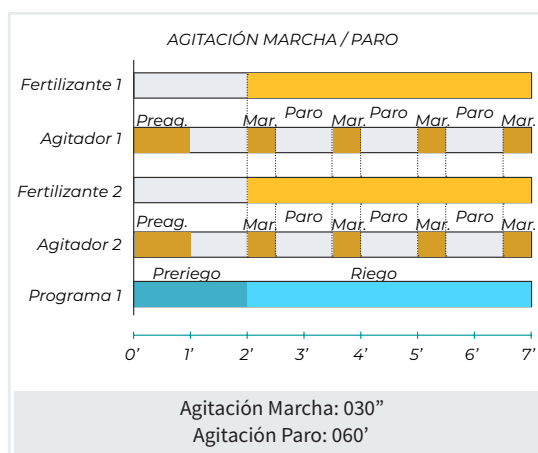 AGITACIÓN MARCHA / PARO
Fertilizante 1
Preag. Mar. Paro Mar. Paro Mar. Paro Mar.
Agitador 1
Fertilizante 2
Preag. Mar. Paro Mar. Paro Mar. Paro Mar.
Agitador 2
Preriego Riego
Programa 1
0’ 1’ 2’ 3’ 4’ 5’ 6’ 7’
Agitación Marcha: 030”
Agitación Paro: 060’